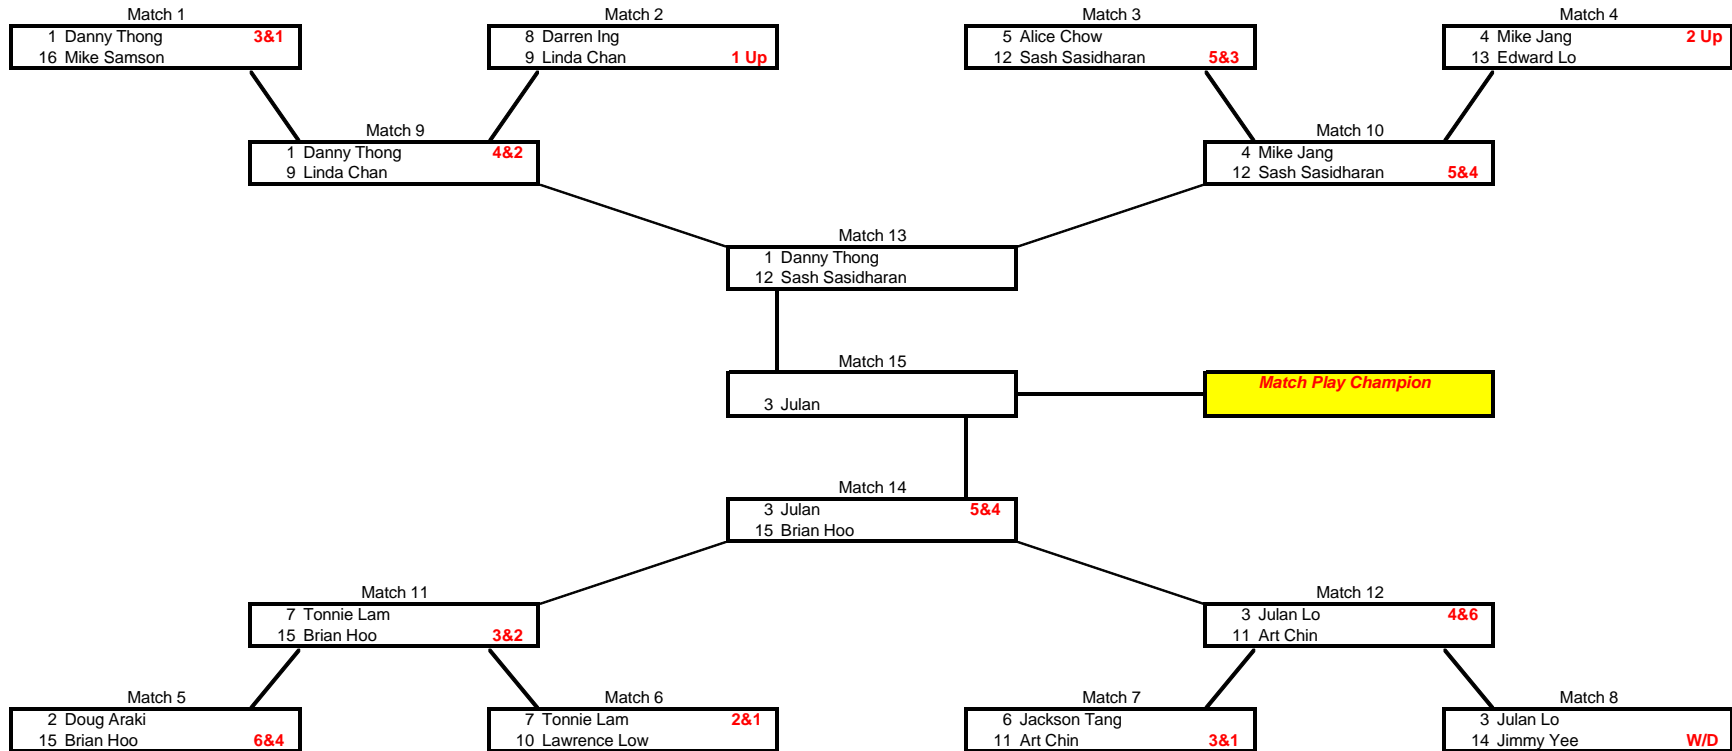 Match 1
1 Danny Thong 3&1
16 Mike Samson
Match 2
8 Darren Ing
9 Linda Chan 1 Up
Match 3
5 Alice Chow
12 Sash Sasidharan 5&3
Match 4
4 Mike Jang 2 Up
13 Edward Lo
Match 9
1 Danny Thong 4&2
9 Linda Chan
Match 10
4 Mike Jang
12 Sash Sasidharan 5&4
Match 13
1 Danny Thong
12 Sash Sasidharan
Match 15
3 Julan
Match Play Champion
Match 14
3 Julan 5&4
15 Brian Hoo
Match 11
7 Tonnie Lam
15 Brian Hoo 3&2
Match 12
3 Julan Lo 4&6
11 Art Chin
Match 5
2 Doug Araki
15 Brian Hoo 6&4
Match 6
7 Tonnie Lam 2&1
10 Lawrence Low
Match 7
6 Jackson Tang
11 Art Chin 3&1
Match 8
3 Julan Lo
14 Jimmy Yee W/D